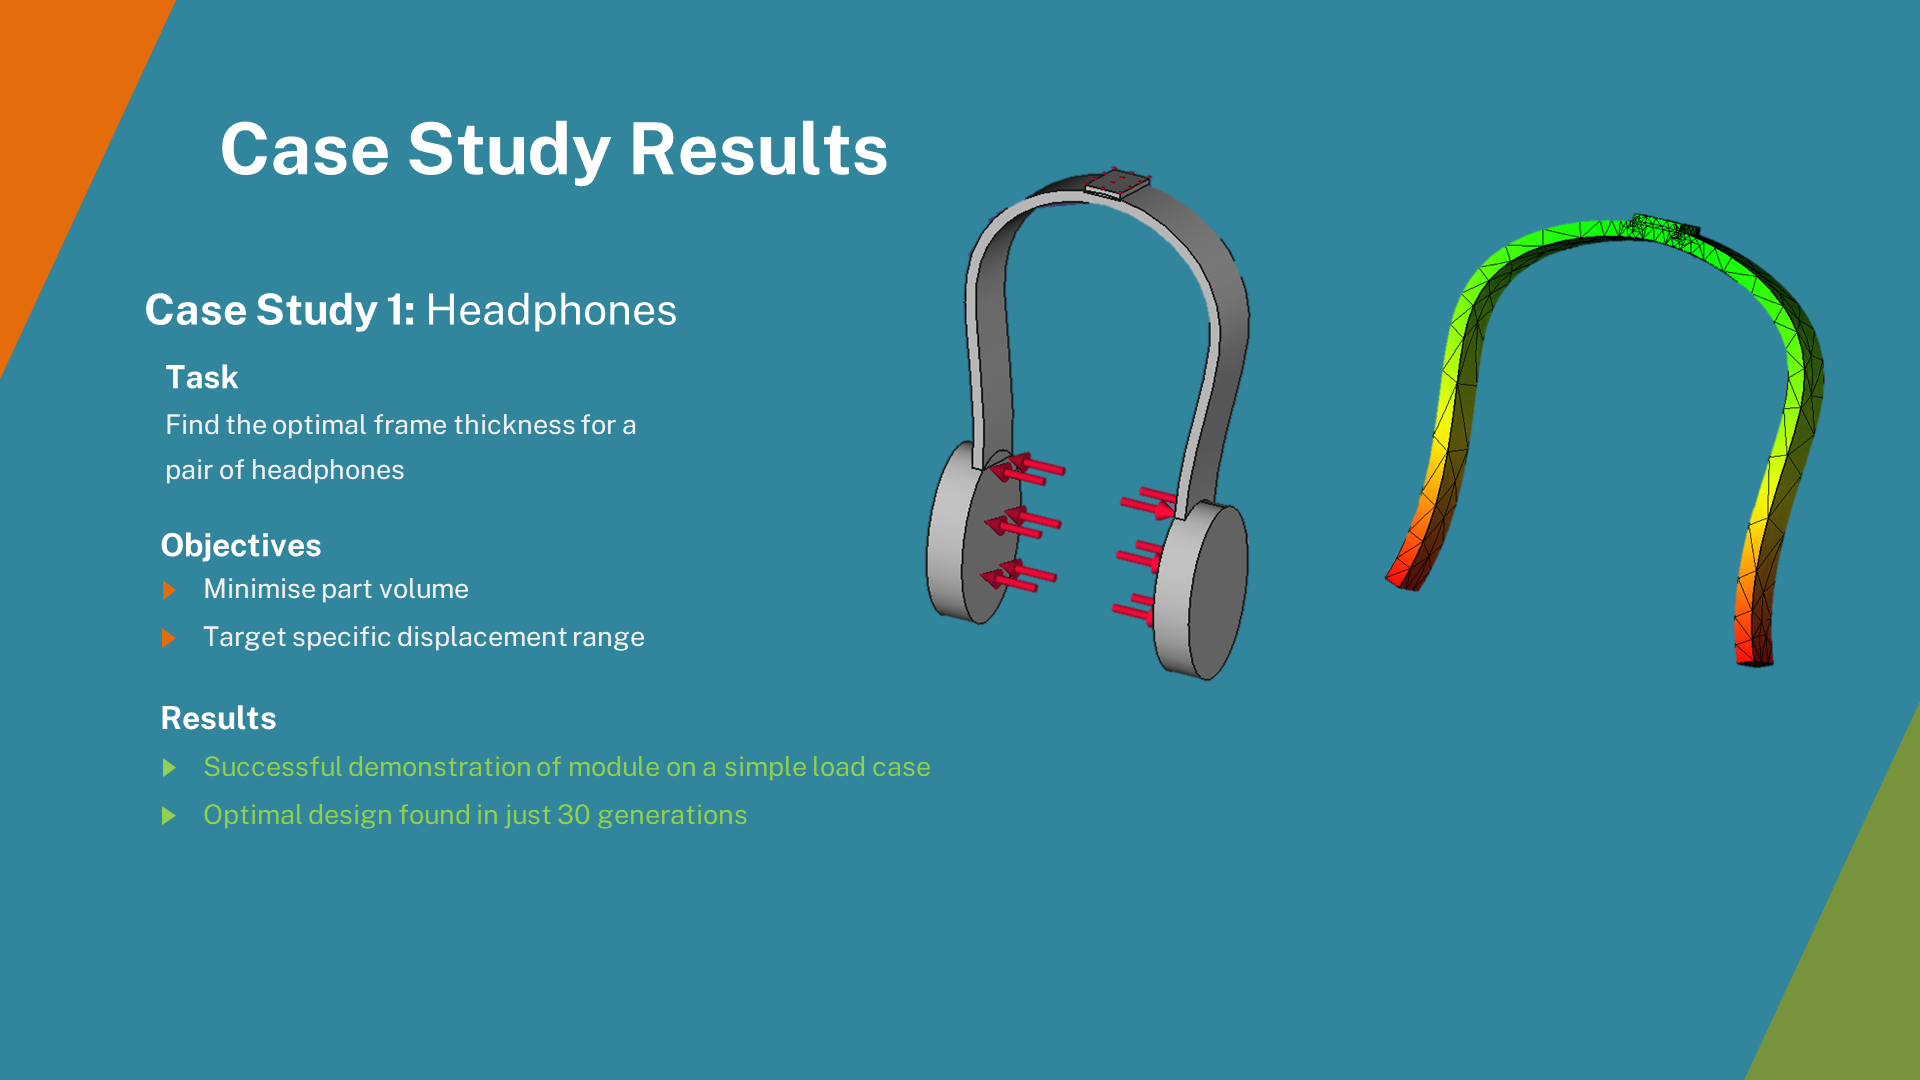 Case Study Results
Case Study 1: Headphones
Task
Find the optimal frame thickness for a
pair of headphones
Objectives
Minimise part volume
Target specific displacement range
Results
Successful demonstration of module on a simple load case
Optimal design found in just 30 generations